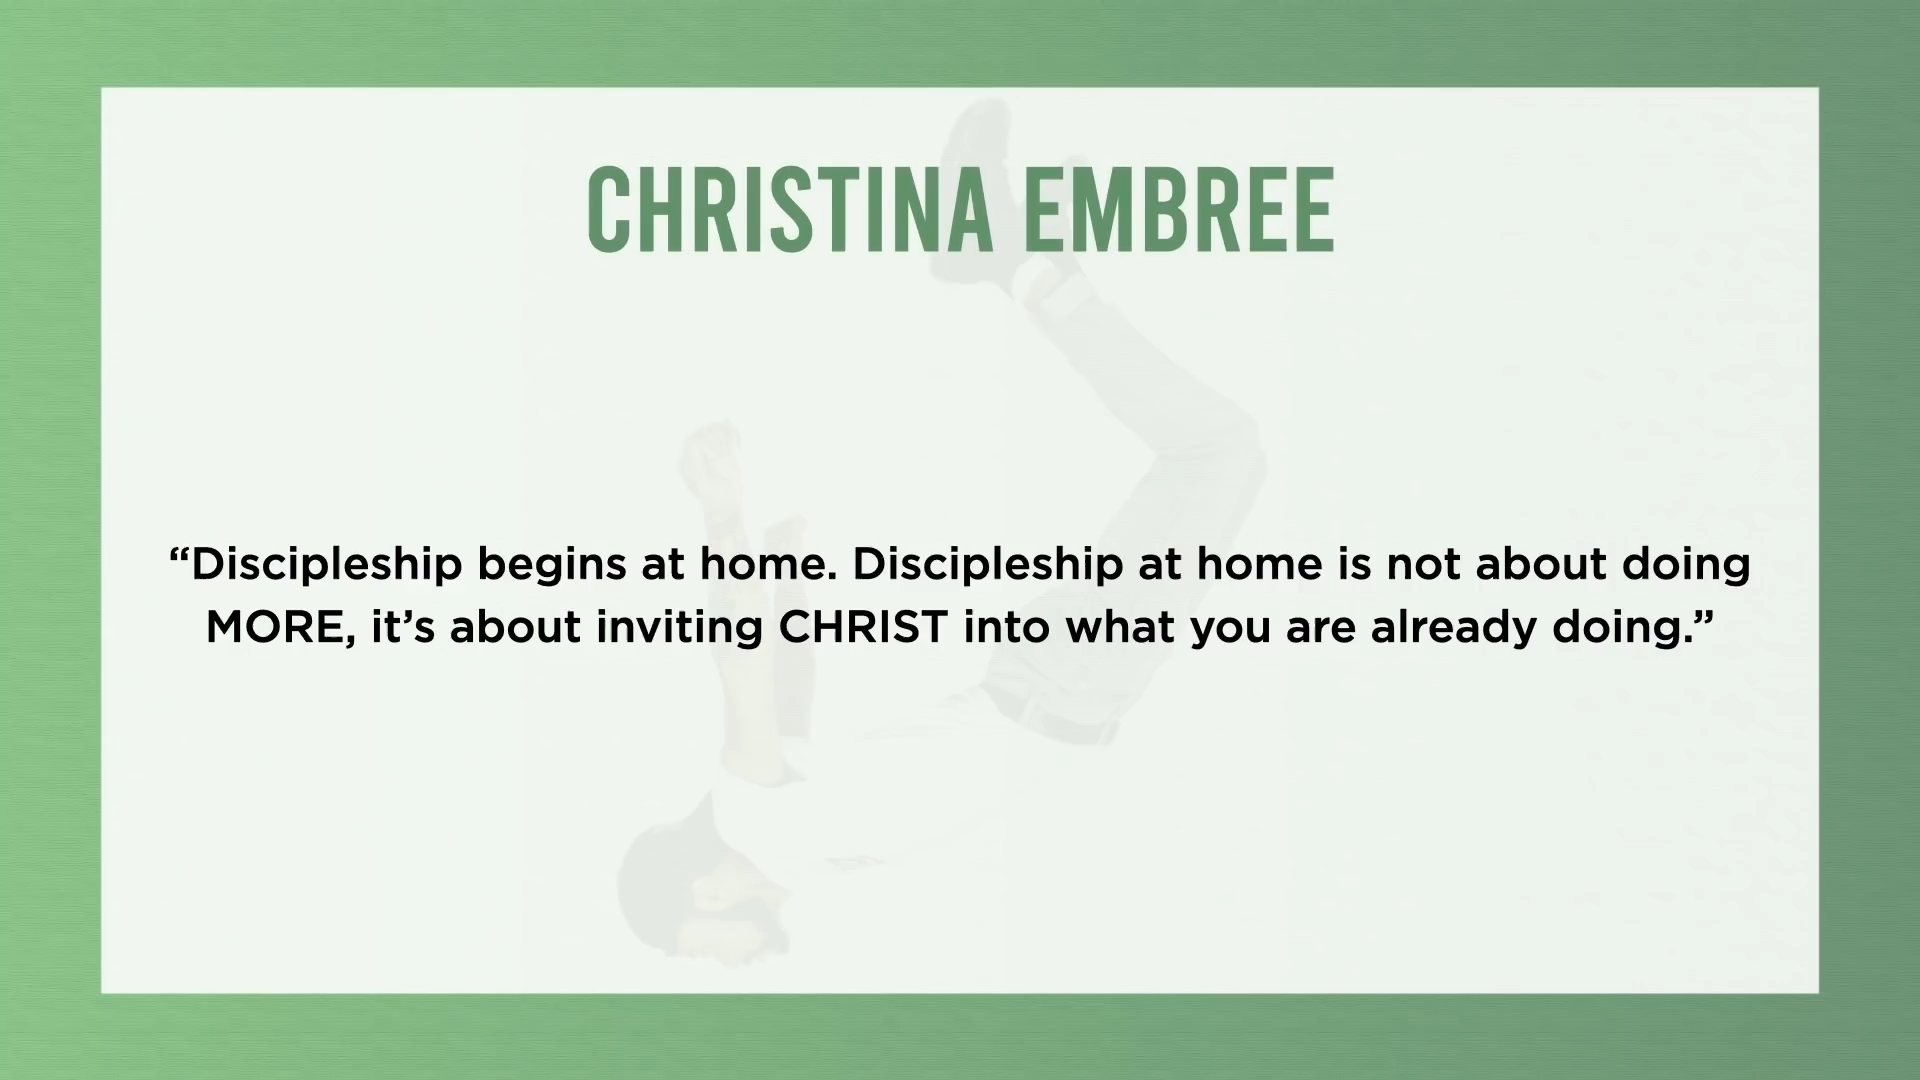 CHRISTINA EMBREE
“Discipleship begins at home. Discipleship at home is not about doing
MORE, it’s about inviting CHRIST into what you are already doing.”